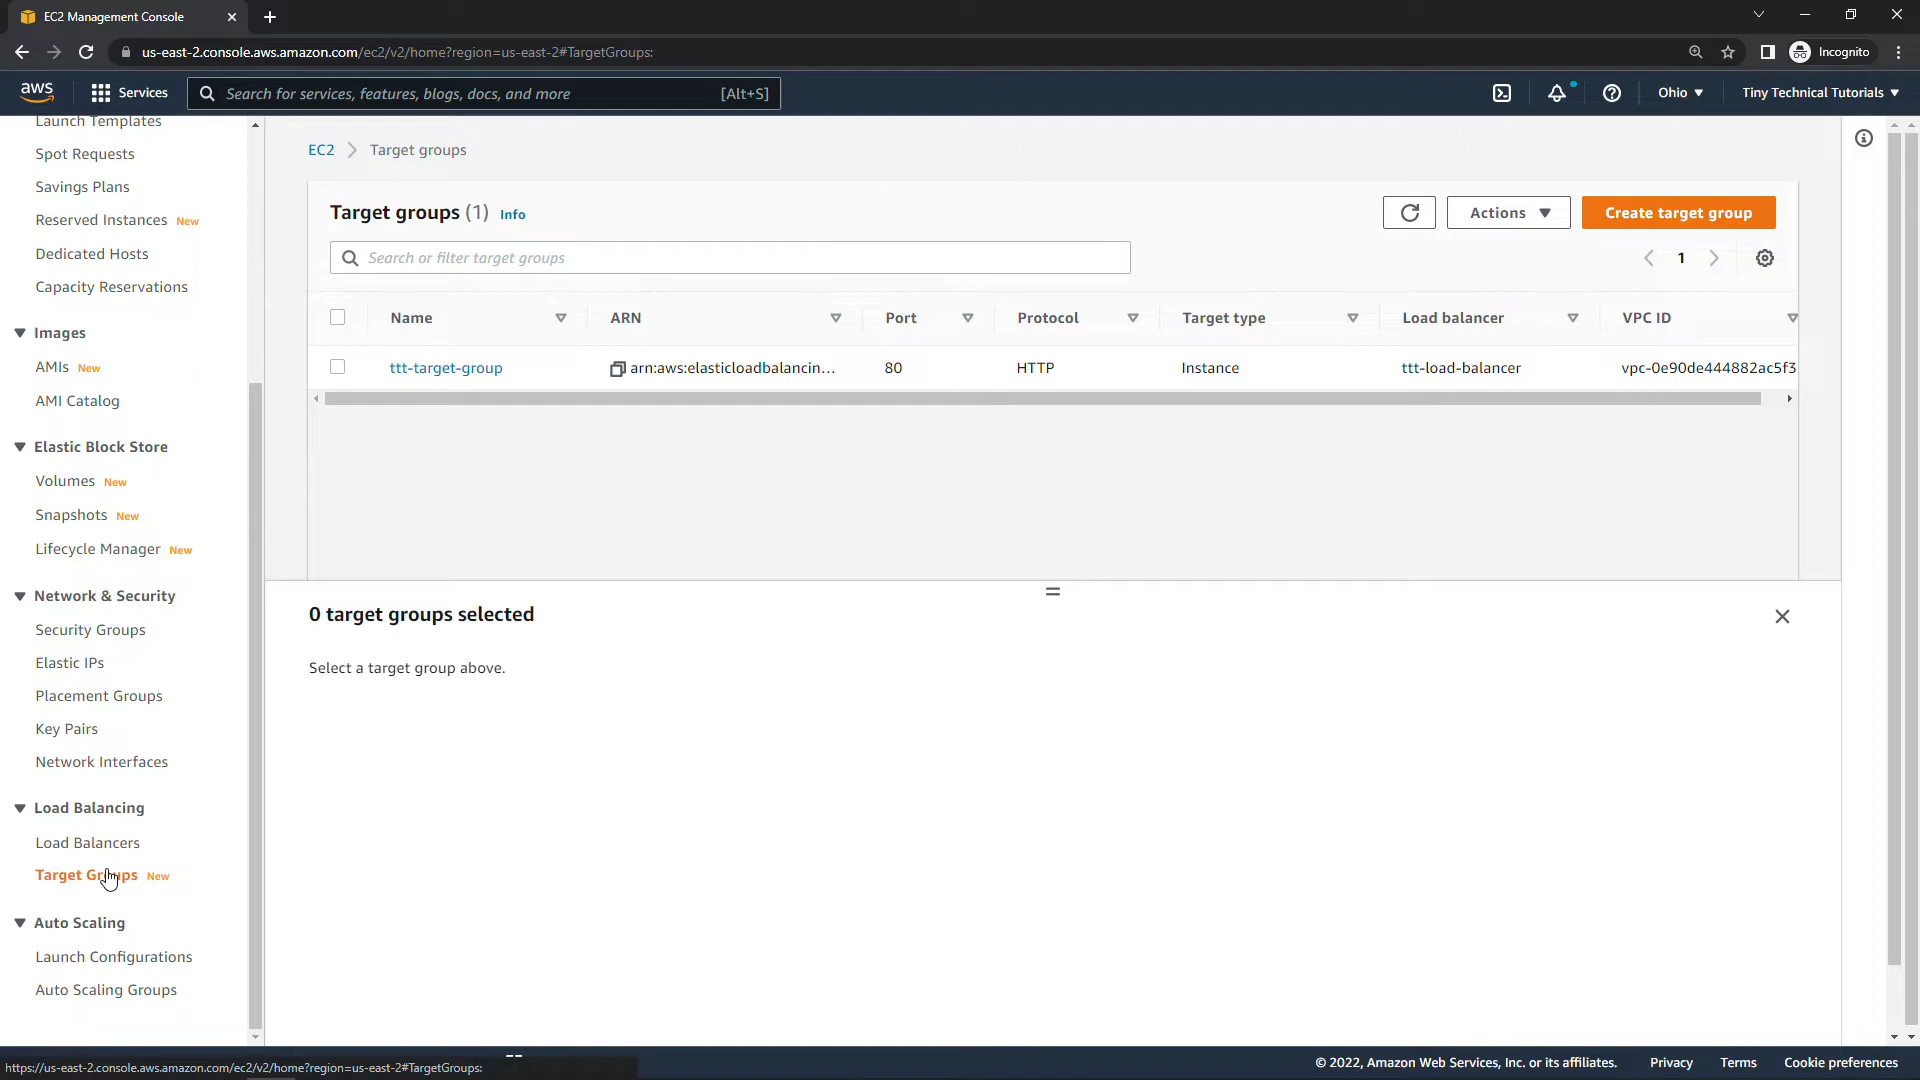 EC2 Management Console
us-east-2.console.aws.amazon.com/ec2/v2/home?region=us-east-2#TargetGroups:
Incognito
aws
Services
Search for services, features, blogs, docs, and more [Alt+S]
Ohio
Tiny Technical Tutorials
Launch Templates
Spot Requests
Savings Plans
Reserved Instances New
Dedicated Hosts
Capacity Reservations
Images
AMIs New
AMI Catalog
Elastic Block Store
Volumes New
Snapshots New
Lifecycle Manager New
Network & Security
Security Groups
Elastic IPs
Placement Groups
Key Pairs
Network Interfaces
Load Balancing
Load Balancers
Target Groups New
Auto Scaling
Launch Configurations
Auto Scaling Groups
EC2 Target groups
Target groups (1) Info
Actions
Create target group
Search or filter target groups
1
Name ARN Port Protocol Target type Load balancer VPC ID
ttt-target-group arn:aws:elasticloadbalancin... 80 HTTP Instance ttt-load-balancer vpc-0e90de444882ac5f3
0 target groups selected
Select a target group above.
https://us-east-2.console.aws.amazon.com/ec2/v2/home?region=us-east-2#TargetGroups:
© 2022, Amazon Web Services, Inc. or its affiliates. Privacy Terms Cookie preferences